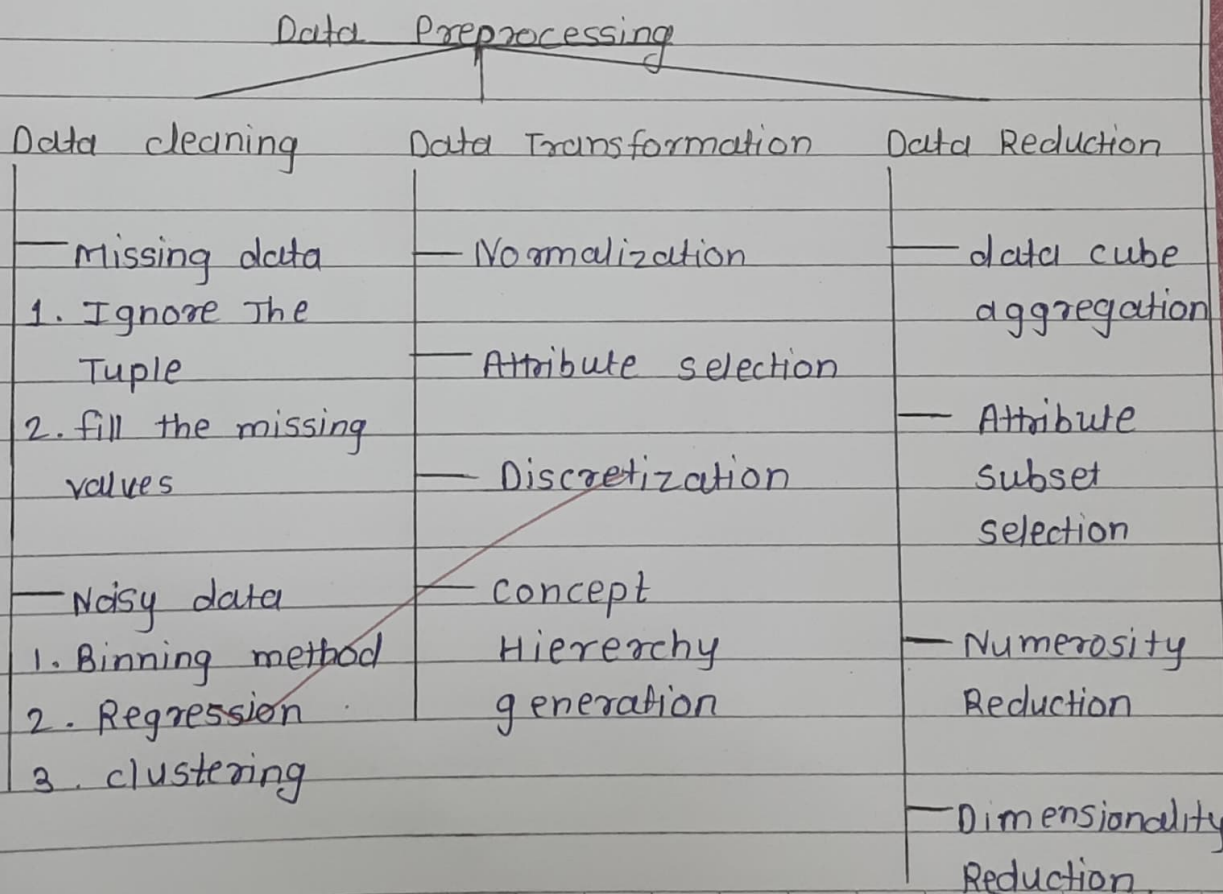 Data Preprocessing
Data cleaning
Missing data
1. Ignore The
Tuple
2. fill the missing
values
Noisy data
1. Binning method
2. Regression
3. clustering
Data Transformation
Normalization
Attribute selection
Discretization
concept
Hiererchy
generation
Data Reduction
data cube
aggregation
Attribute
subset
selection
Numerosity
Reduction
Dimensionality
Reduction